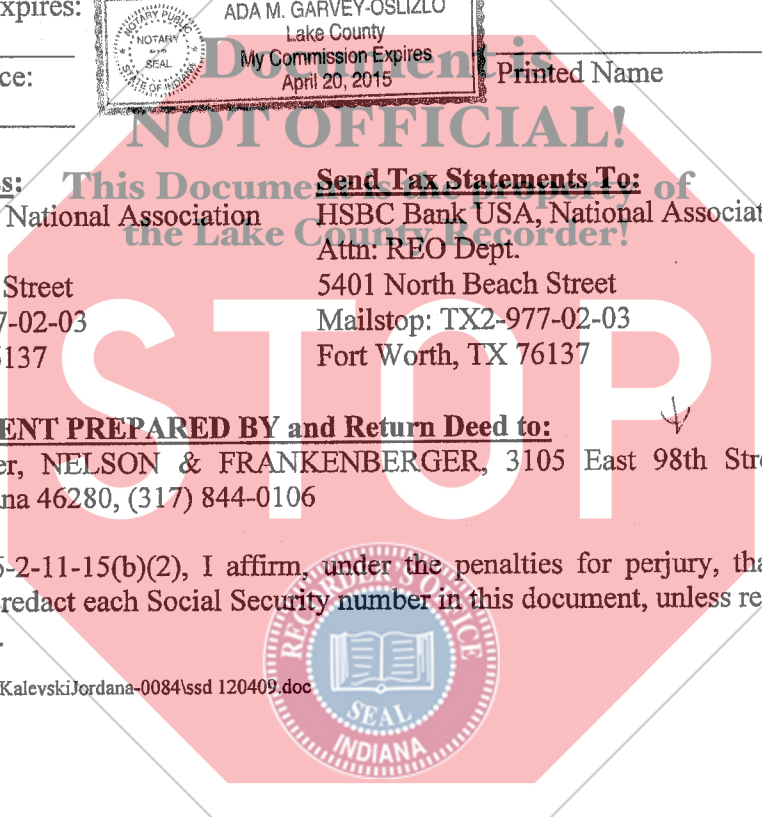 xpires:
ADA M. GARVEY-OSLIZLO
Lake County
My Commission Expires
April 20, 2015
NOTARY PUBLIC
NOTARY
SEAL
STATE OF INDIANA
ce:
Printed Name
Document is
NOT OFFICIAL!
This Document is the property of
the Lake County Recorder!
s:
National Association
Street
7-02-03
137
Send Tax Statements To:
HSBC Bank USA, National Associat
Attn: REO Dept.
5401 North Beach Street
Mailstop: TX2-977-02-03
Fort Worth, TX 76137
STOP
ENT PREPARED BY and Return Deed to:
er, NELSON & FRANKENBERGER, 3105 East 98th Stre
na 46280, (317) 844-0106
-2-11-15(b)(2), I affirm, under the penalties for perjury, tha
redact each Social Security number in this document, unless re
KalevskiJordana-0084\ssd 120409.doc
RECORDER'S OFFICE
SEAL
INDIANA